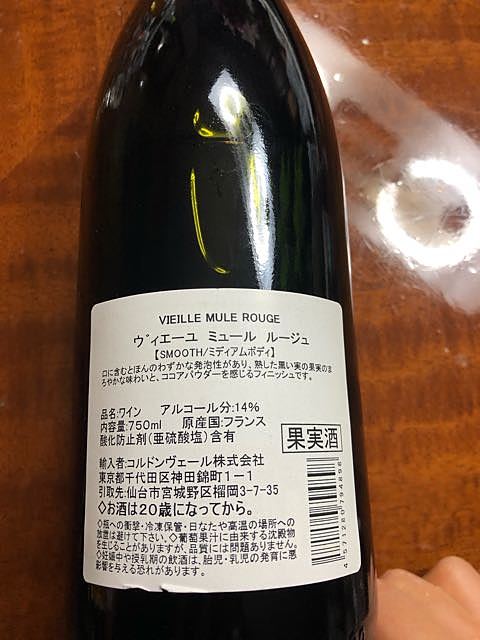 VIEILLE MULE ROUGE
ヴィエーユ ミュール ルージュ
【SMOOTH/ミディアムボディ】
口に含むとほんのわずかな発泡性があり、熟した黒い実の果実のま
ろやかな味わいと、ココアパウダーを感じるフィニッシュです。
品名:ワイン アルコール分:14%
内容量:750ml 原産国:フランス
酸化防止剤(亜硫酸塩)含有
果実酒
輸入者:コルドンヴェール株式会社
東京都千代田区神田錦町1-1
引取先:仙台市宮城野区榴岡3-7-35
◇お酒は20歳になってから。
◇瓶への衝撃・冷凍保管・日なたや高温の場所への
放置は避けて下さい。◇葡萄果汁に由来する沈殿物
を生じることがありますが、品質には問題ありません。
◇妊娠中や授乳期の飲酒は、胎児・乳児の発育に悪
影響を与える恐れがあります。
4571280794896